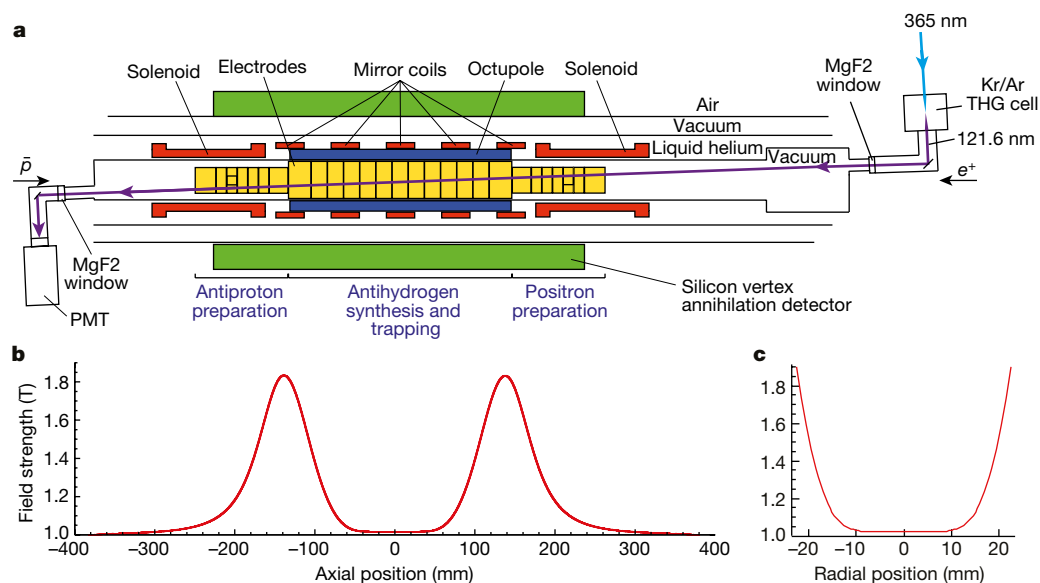 a
365 nm
Solenoid
Electrodes
Mirror coils
Octupole
Solenoid
MgF2
window
Kr/Ar
THG cell
Air
Vacuum
Liquid helium
Vacuum
121.6 nm
p̄
e⁺
MgF2
window
PMT
Antiproton
preparation
Antihydrogen
synthesis and
trapping
Positron
preparation
Silicon vertex
annihilation detector
b
Field strength (T)
1.8
1.6
1.4
1.2
1.0
−400 −300 −200 −100 0 100 200 300 400
Axial position (mm)
c
1.8
1.6
1.4
1.2
1.0
−20 −10 0 10 20
Radial position (mm)